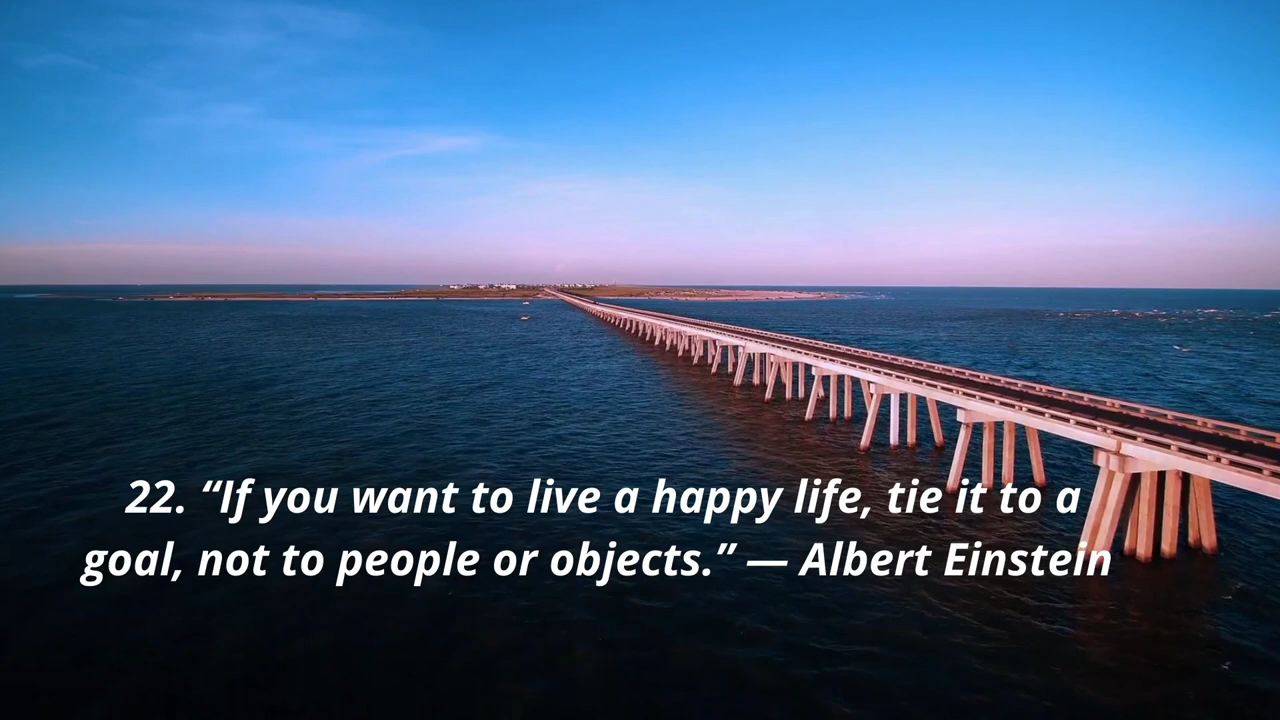 22. “If you want to live a happy life, tie it to a
goal, not to people or objects.” — Albert Einstein